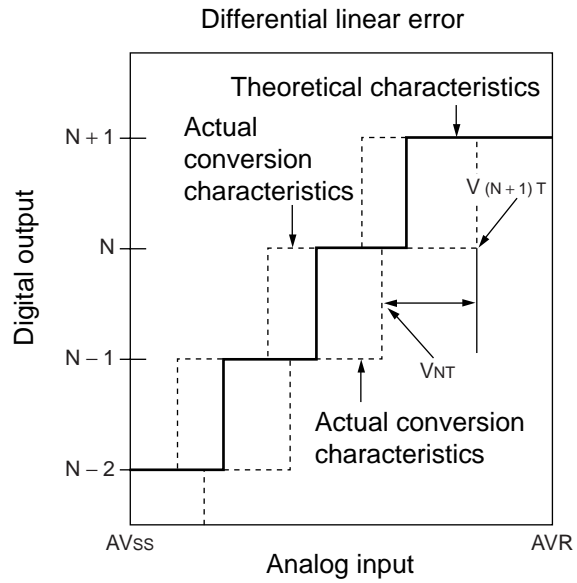 Differential linear error
Theoretical characteristics
Actual
conversion
characteristics
N + 1
V (N + 1) T
N
Digital output
N − 1
VNT
Actual conversion
characteristics
N − 2
AVSS
AVR
Analog input